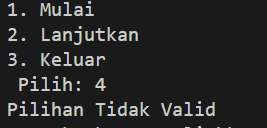 1. Mulai
2. Lanjutkan
3. Keluar
 Pilih: 4
Pilihan Tidak Valid